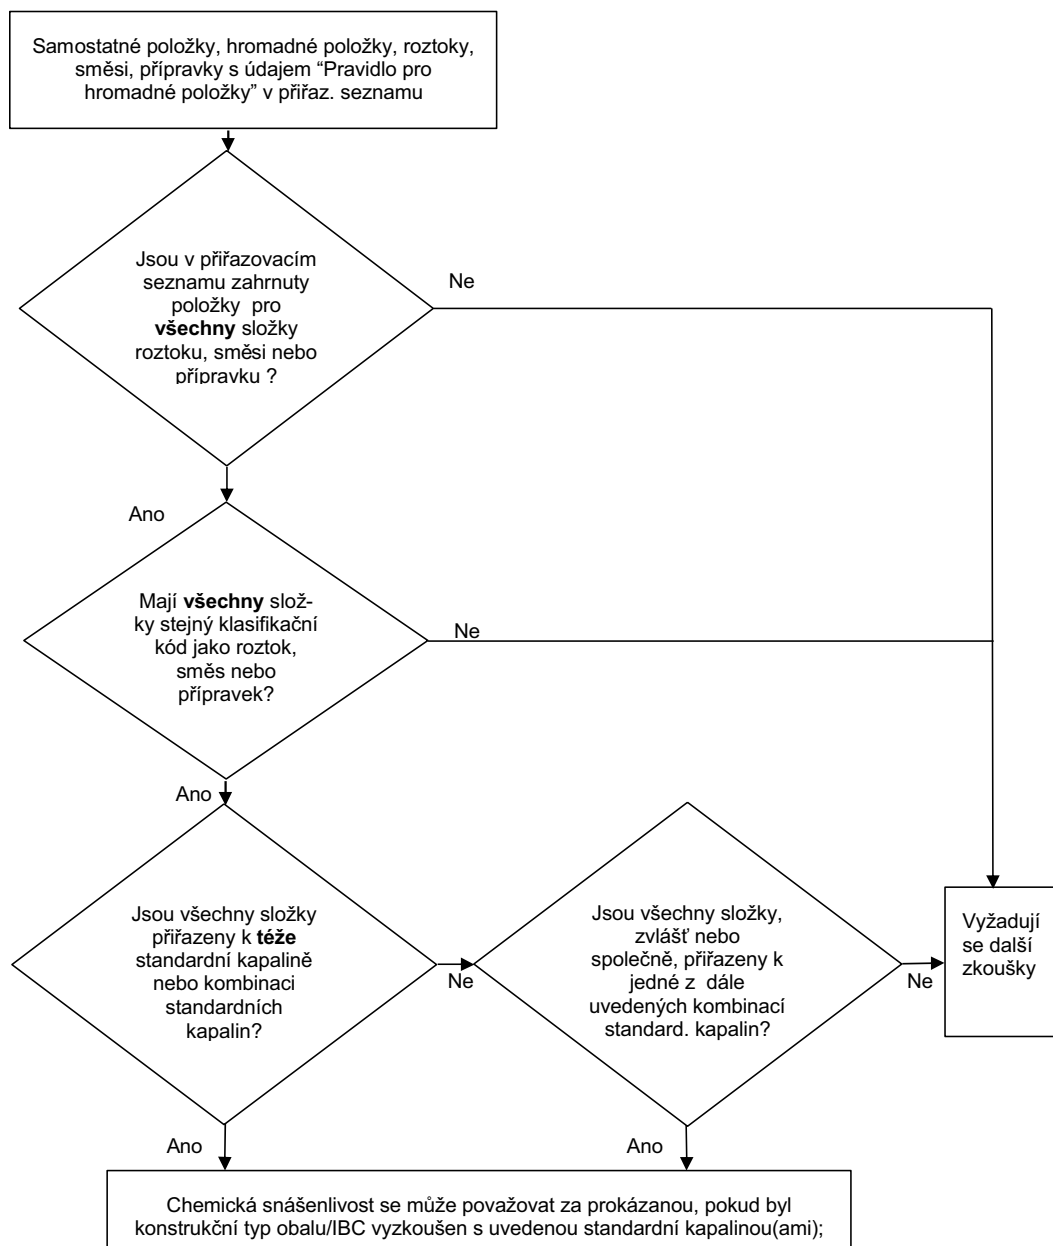 Samostatné položky, hromadné položky, roztoky,
směsi, přípravky s údajem “Pravidlo pro
hromadné položky” v přiřaz. seznamu
Jsou v přiřazovacím
seznamu zahrnuty
položky pro
všechny složky
roztoku, směsi nebo
přípravku ?
Ne
Ano
Mají všechny slož-
ky stejný klasifikační
kód jako roztok,
směs nebo
přípravek?
Ne
Ano
Jsou všechny složky
přiřazeny k téže
standardní kapalině
nebo kombinaci
standardních
kapalin?
Ne
Jsou všechny složky,
zvlášť nebo
společně, přiřazeny k
jedné z dále
uvedených kombinací
standard. kapalin?
Ne
Vyžadují
se další
zkoušky
Ano
Ano
Chemická snášenlivost se může považovat za prokázanou, pokud byl
konstrukční typ obalu/IBC vyzkoušen s uvedenou standardní kapalinou(ami);